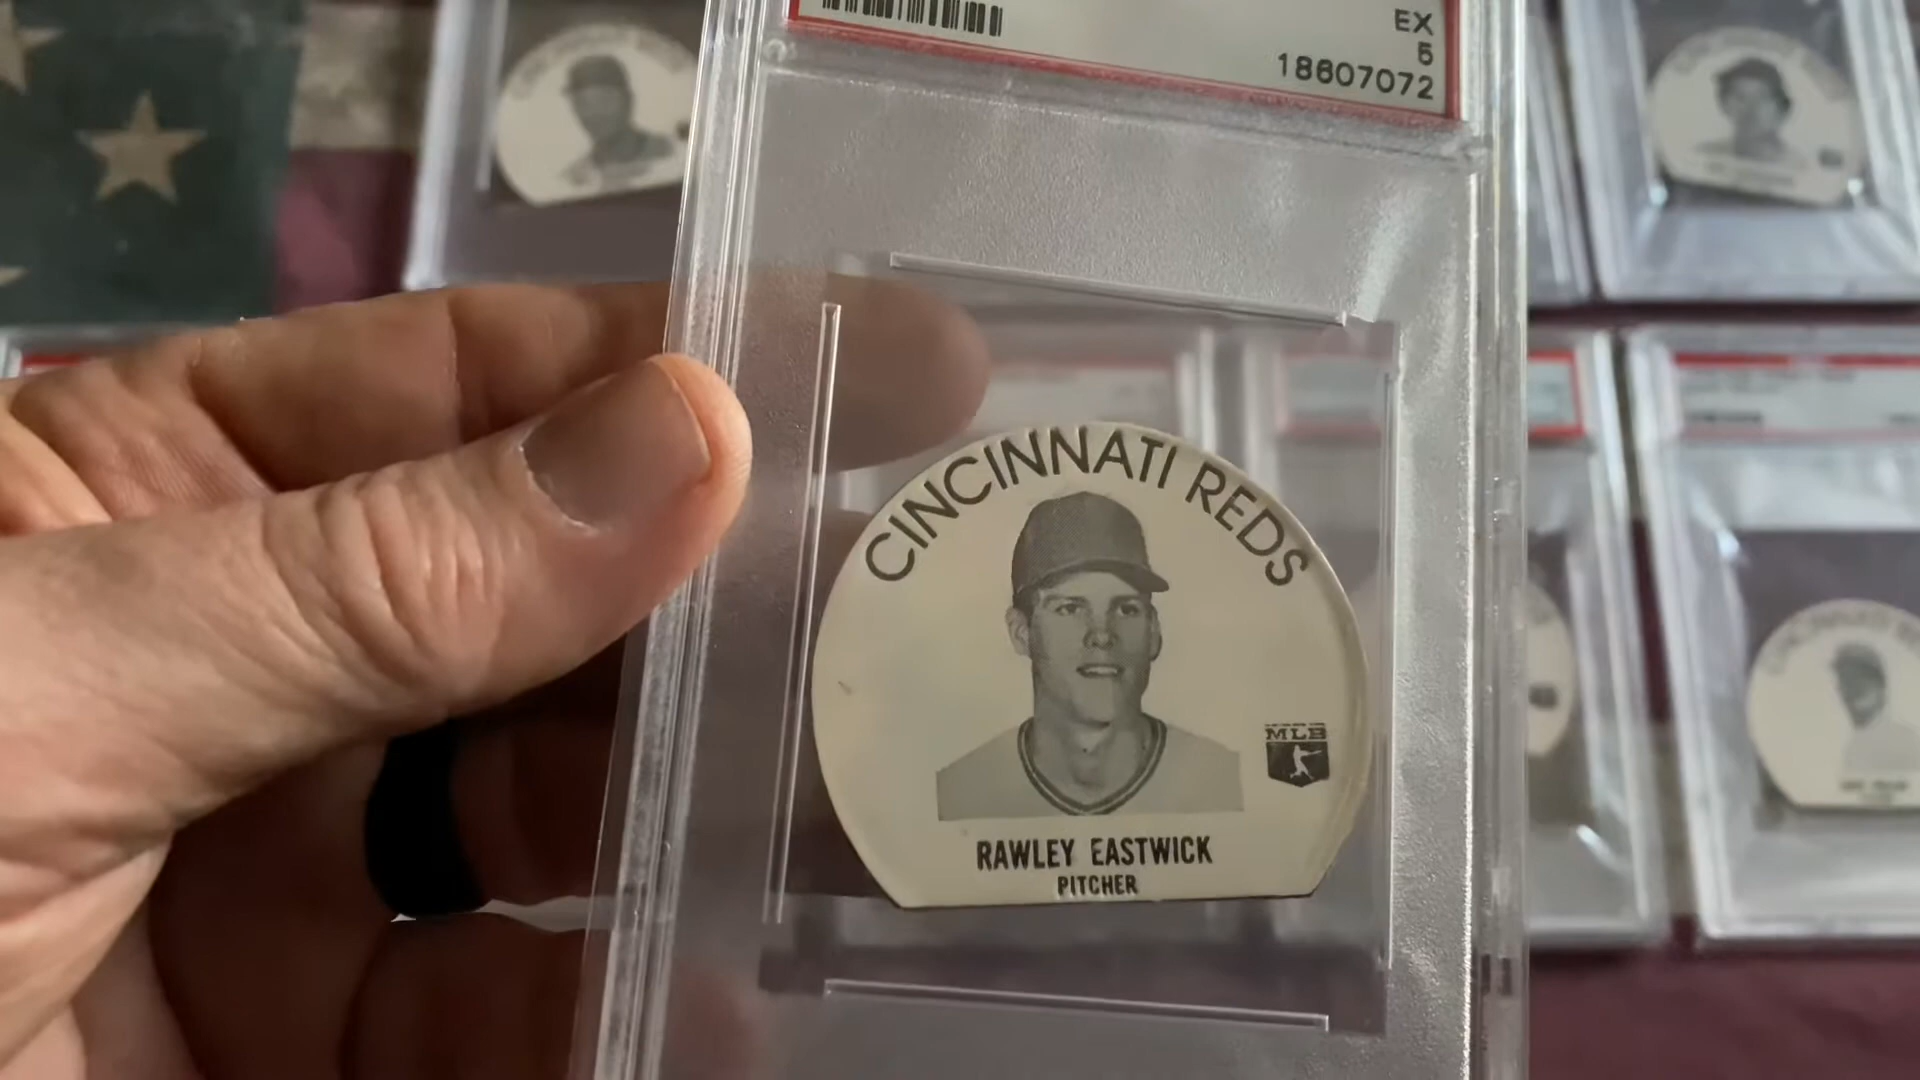 EX
5
18607072
CINCINNATI REDS
MLB
RAWLEY EASTWICK
PITCHER